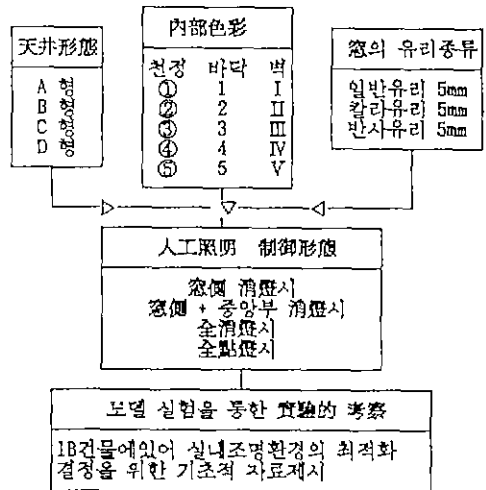 天井形態
A 형
B 형
C 형
D 형
內部色彩
천정 바닥 벽
① 1 I
② 2 II
③ 3 III
④ 4 IV
⑤ 5 V
窓의 유리종류
일반유리 5mm
칼라유리 5mm
반사유리 5mm
人工照明 制御形態
窓側 消燈시
窓側 + 중앙부 消燈시
全消燈시
全點燈시
모델 실험을 통한 實驗的 考察
IB건물에있어 실내조명환경의 최적화
결정을 위한 기초적 자료제시